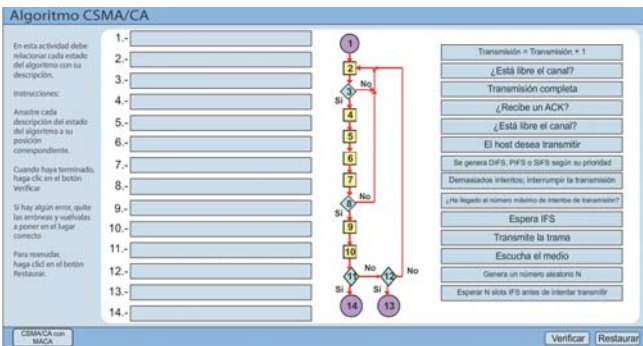 Algoritmo CSMA/CA
En esta actividad debe
relacionar cada estado
del algoritmo con su
descripción.
Instrucciones:
Arrastre cada
descripción del estado
del algoritmo a su
posición
correspondiente.
Cuando haya terminado,
haga clic en el botón
Verificar
Si hay algún error, quite
las erróneas y vuélvalas
a poner en el lugar
correcto
Para reanudar,
haga clicl en el botón
Restaurar.
1.-
2.-
3.-
4.-
5.-
6.-
7.-
8.-
9.-
10.-
11.-
12.-
13.-
14.-
1
2
No
3
Si
4
5
6
7
No
8
Si
9
10
No
No
11
12
Si
Si
14
13
Transmisión = Transmisión + 1
¿Está libre el canal?
Transmisión completa
¿Recibe un ACK?
¿Está libre el canal?
El host desea transmitir
Se genera DIFS, PIFS o SIFS según su prioridad
Demasiados intentos; interrumpir la transmisión
¿Ha llegado al número máximo de intentos de transmisión?
Espera IFS
Transmite la trama
Escucha el medio
Genera un número aleatorio N
Esperar N slots IFS antes de intentar transmitir
CSMA/CA con
MACA
Verificar
Restaurar